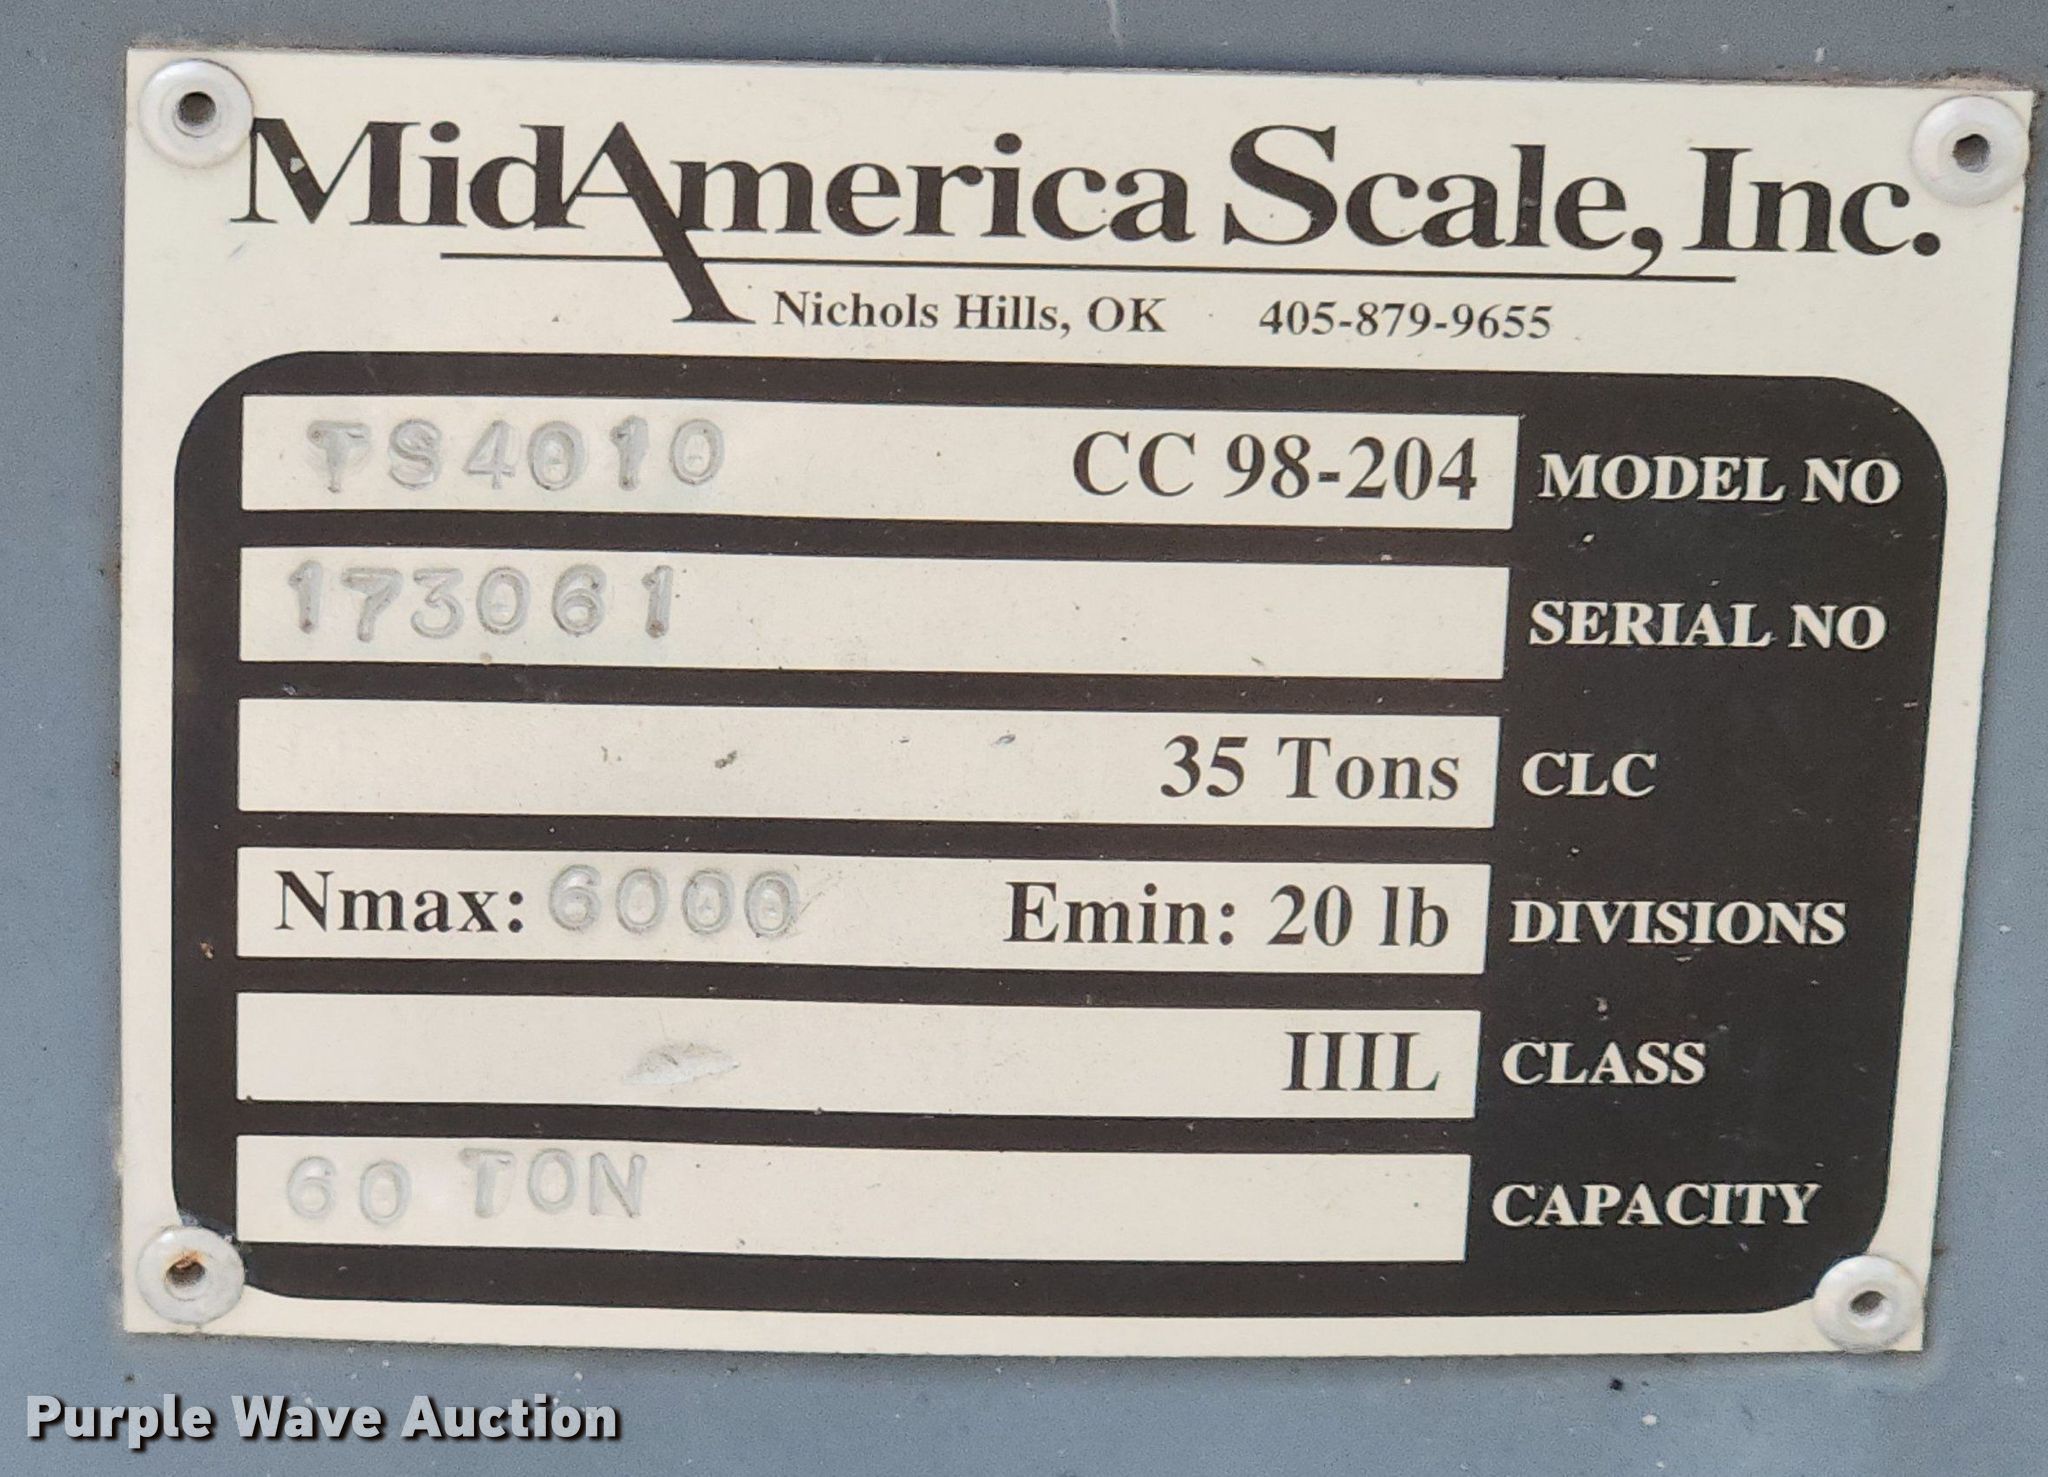 MidAmerica Scale, Inc.
Nichols Hills, OK 405-879-9655
TS4010 CC 98-204 MODEL NO
173061 SERIAL NO
35 Tons CLC
Nmax: 6000 Emin: 20 lb DIVISIONS
IIIL CLASS
60 TON CAPACITY
Purple Wave Auction